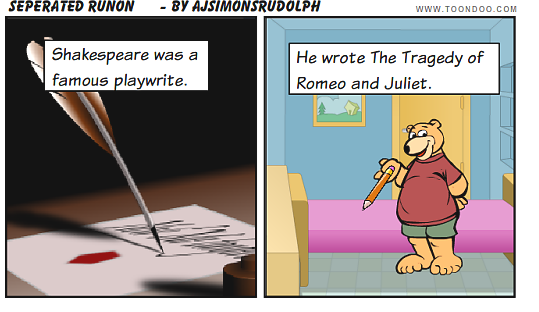 SEPERATED RUNON - BY AJSIMONSRUDOLPH
WWW.TOONDOO.COM
Shakespeare was a
famous playwrite.
He wrote The Tragedy of
Romeo and Juliet.